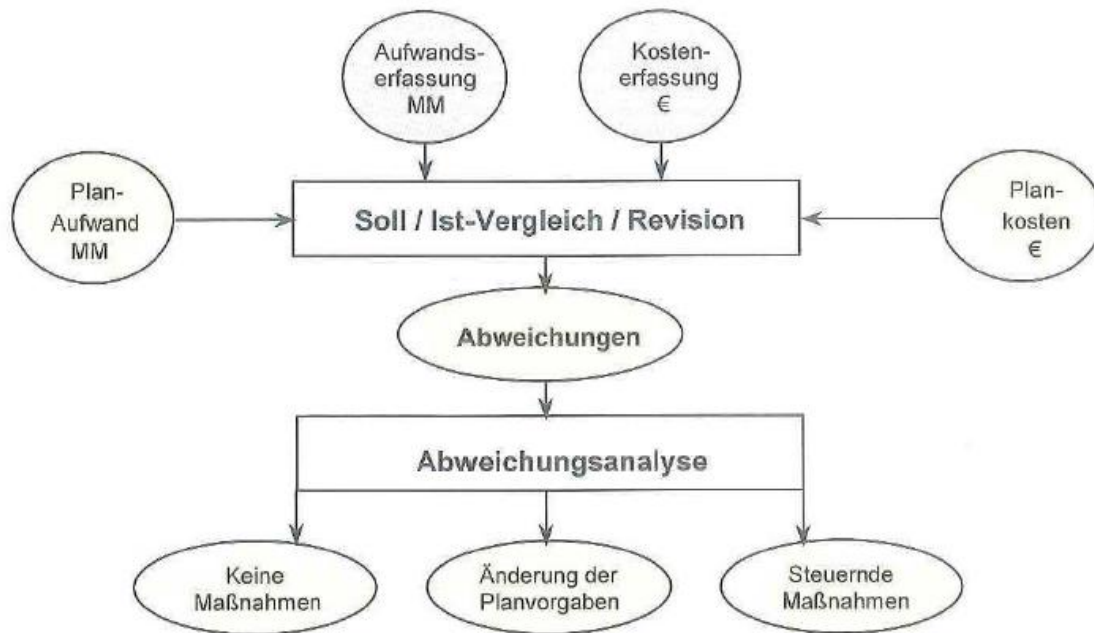 Aufwands-
erfassung
MM
Kosten-
erfassung
€
Plan-
Aufwand
MM
Soll / Ist-Vergleich / Revision
Plan-
kosten
€
Abweichungen
Abweichungsanalyse
Keine
Maßnahmen
Änderung der
Planvorgaben
Steuernde
Maßnahmen